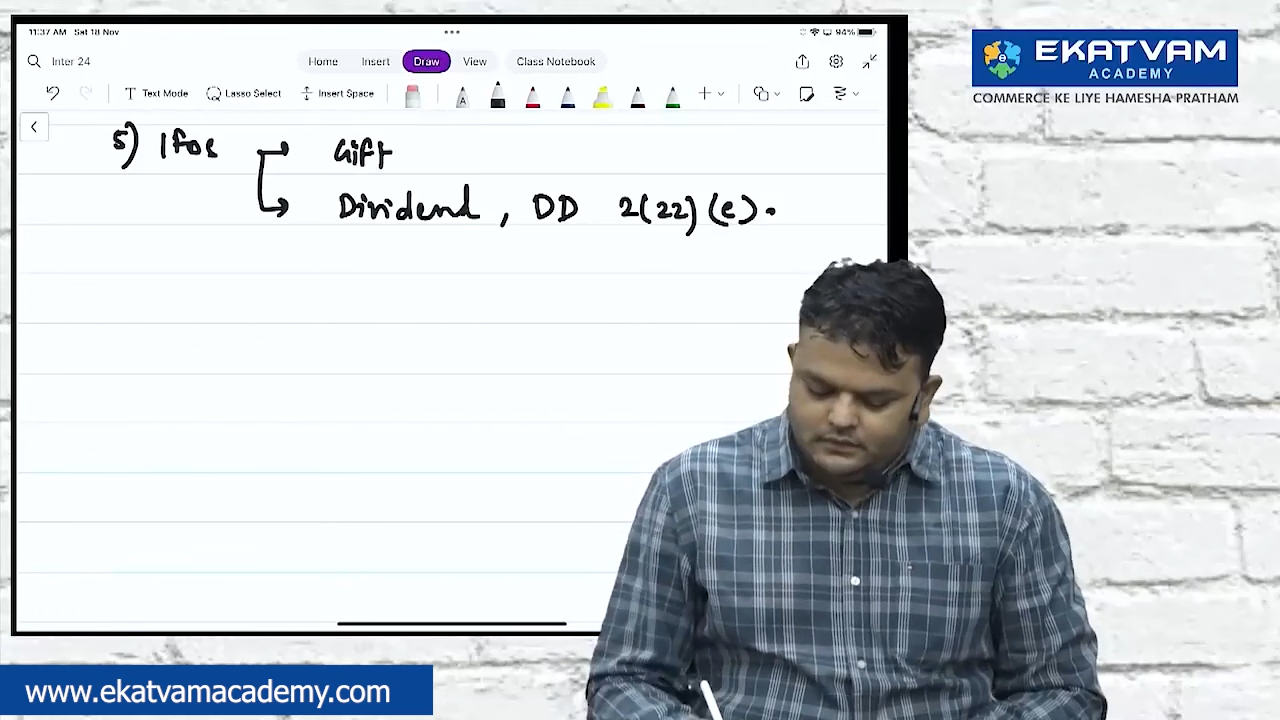 11:37 AM Sat 18 Nov
94%
Inter 24
Home Insert Draw View Class Notebook
Text Mode Lasso Select Insert Space
5) IFOS Gift
Dividend, DD 2(22)(e).
EKATVAM
ACADEMY
COMMERCE KE LIYE HAMESHA PRATHAM
www.ekatvamacademy.com